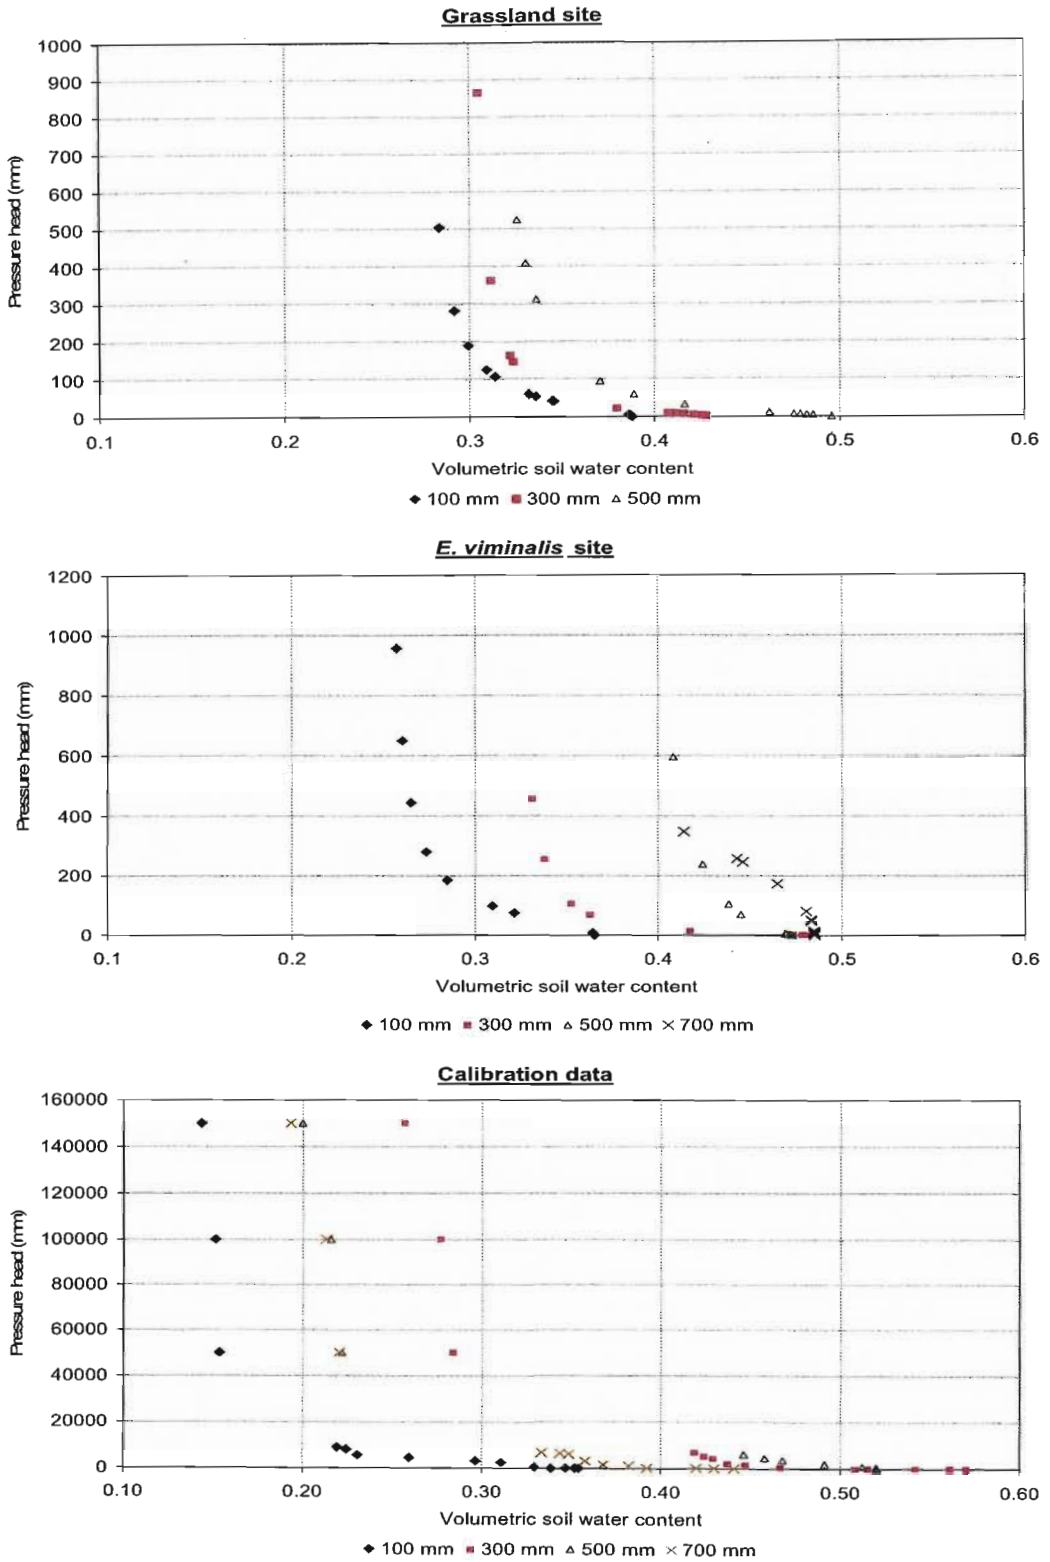 Grassland site
1000
900
800
700
600
500
400
300
200
100
0
Pressure head (mm)
0.1 0.2 0.3 0.4 0.5 0.6
Volumetric soil water content
100 mm 300 mm 500 mm
E. viminalis site
1200
1000
800
600
400
200
0
Pressure head (mm)
0.1 0.2 0.3 0.4 0.5 0.6
Volumetric soil water content
100 mm 300 mm 500 mm 700 mm
Calibration data
160000
140000
120000
100000
80000
60000
40000
20000
0
Pressure head (mm)
0.10 0.20 0.30 0.40 0.50 0.60
Volumetric soil water content
100 mm 300 mm 500 mm 700 mm